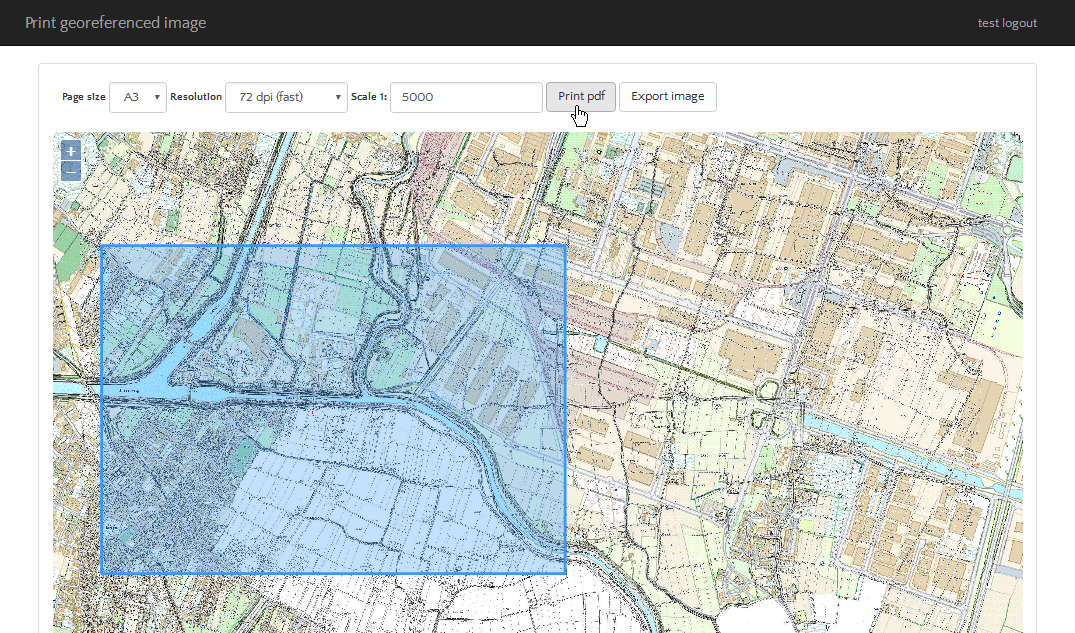 Print georeferenced image
test logout
Page size A3 Resolution 72 dpi (fast) Scale 1: 5000 Print pdf Export image
+
−